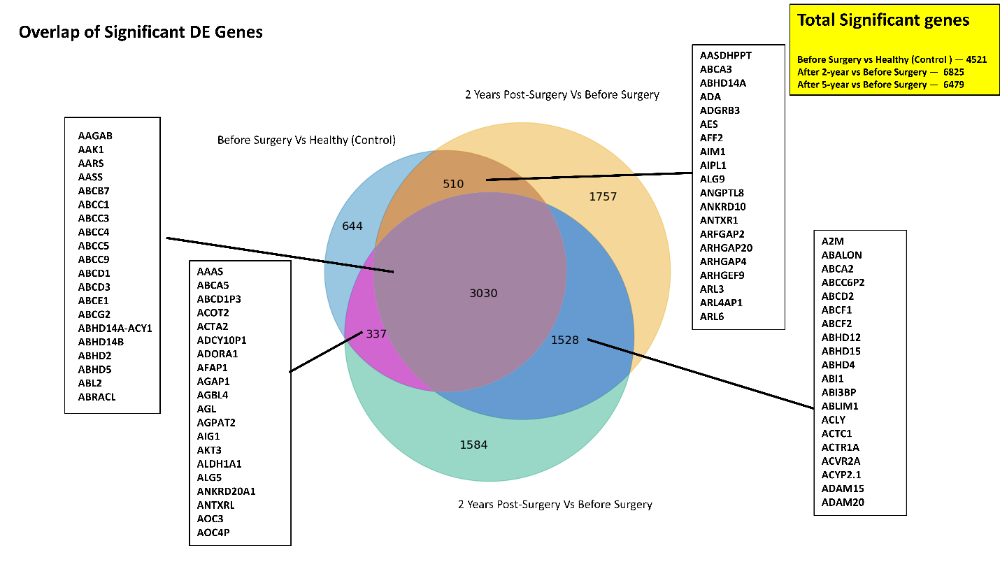 Overlap of Significant DE Genes
Total Significant genes
Before Surgery vs Healthy (Control ) — 4521
After 2-year vs Before Surgery — 6825
After 5-year vs Before Surgery — 6479
2 Years Post-Surgery Vs Before Surgery
Before Surgery Vs Healthy (Control)
510
1757
644
3030
337
1528
1584
2 Years Post-Surgery Vs Before Surgery
AAGAB
AAK1
AARS
AASS
ABCB7
ABCC1
ABCC3
ABCC4
ABCC5
ABCC9
ABCD1
ABCD3
ABCE1
ABCG2
ABHD14A-ACY1
ABHD14B
ABHD2
ABHD5
ABL2
ABRACL
AAAS
ABCA5
ABCD1P3
ACOT2
ACTA2
ADCY10P1
ADORA1
AFAP1
AGAP1
AGBL4
AGL
AGPAT2
AIG1
AKT3
ALDH1A1
ALG5
ANKRD20A1
ANTXRL
AOC3
AOC4P
AASDHPPT
ABCA3
ABHD14A
ADA
ADGRB3
AES
AFF2
AIM1
AIPL1
ALG9
ANGPTL8
ANKRD10
ANTXR1
ARFGAP2
ARHGAP20
ARHGAP4
ARHGEF9
ARL3
ARL4AP1
ARL6
A2M
ABALON
ABCA2
ABCC6P2
ABCD2
ABCF1
ABCF2
ABHD12
ABHD15
ABHD4
ABI1
ABI3BP
ABLIM1
ACLY
ACTC1
ACTR1A
ACVR2A
ACYP2.1
ADAM15
ADAM20